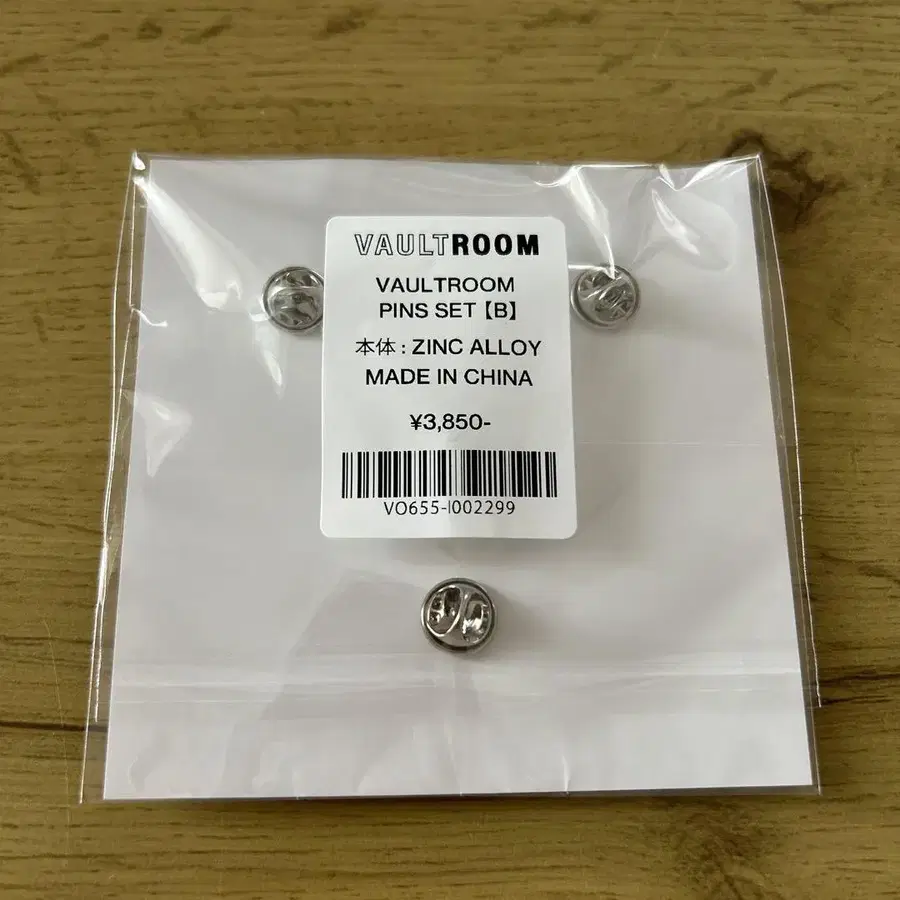 VAULTROOM
VAULTROOM
PINS SET【B】
本体 : ZINC ALLOY
MADE IN CHINA
¥3,850-
VO655-I002299